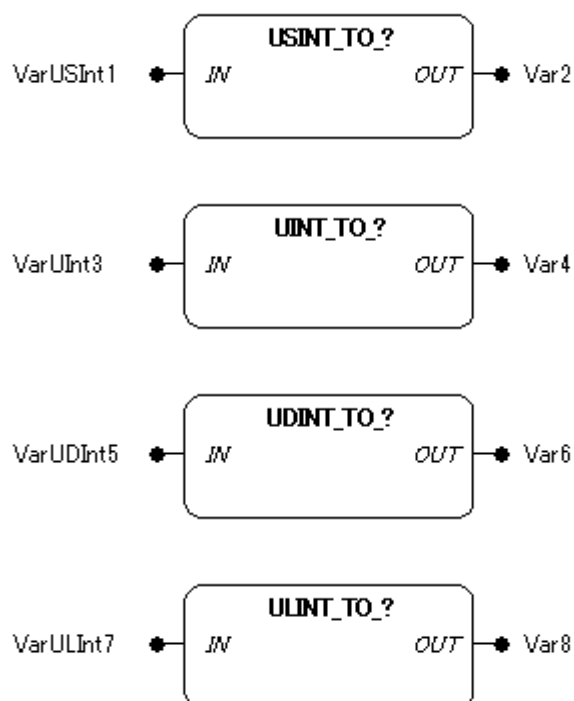 USINT_TO_?
VarUSInt1 IN OUT Var2
UINT_TO_?
VarUInt3 IN OUT Var4
UDINT_TO_?
VarUDInt5 IN OUT Var6
ULINT_TO_?
VarULInt7 IN OUT Var8